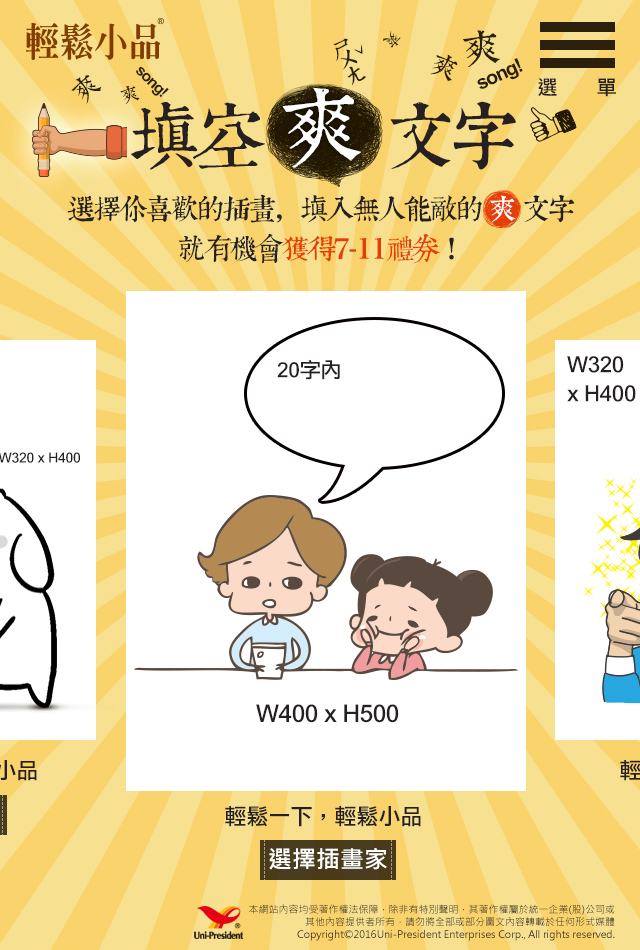 輕鬆小品®
選單
爽
爽
song!
ㄕㄨㄤ
爽
爽
爽
song!
填空爽文字
選擇你喜歡的插畫，填入無人能敵的爽文字
就有機會獲得7-11禮券！
20字內
W400 x H500
W320 x H400
W320
x H400
小品
輕鬆一下，輕鬆小品
輕
選擇插畫家
Uni-President
本網站內容均受著作權法保障，除非有特別聲明，其著作權屬於統一企業(股)公司或
其他內容提供者所有，請勿將全部或部分圖文內容轉載於任何形式媒體
Copyright©2016Uni-President Enterprises Corp, All rights reserved.